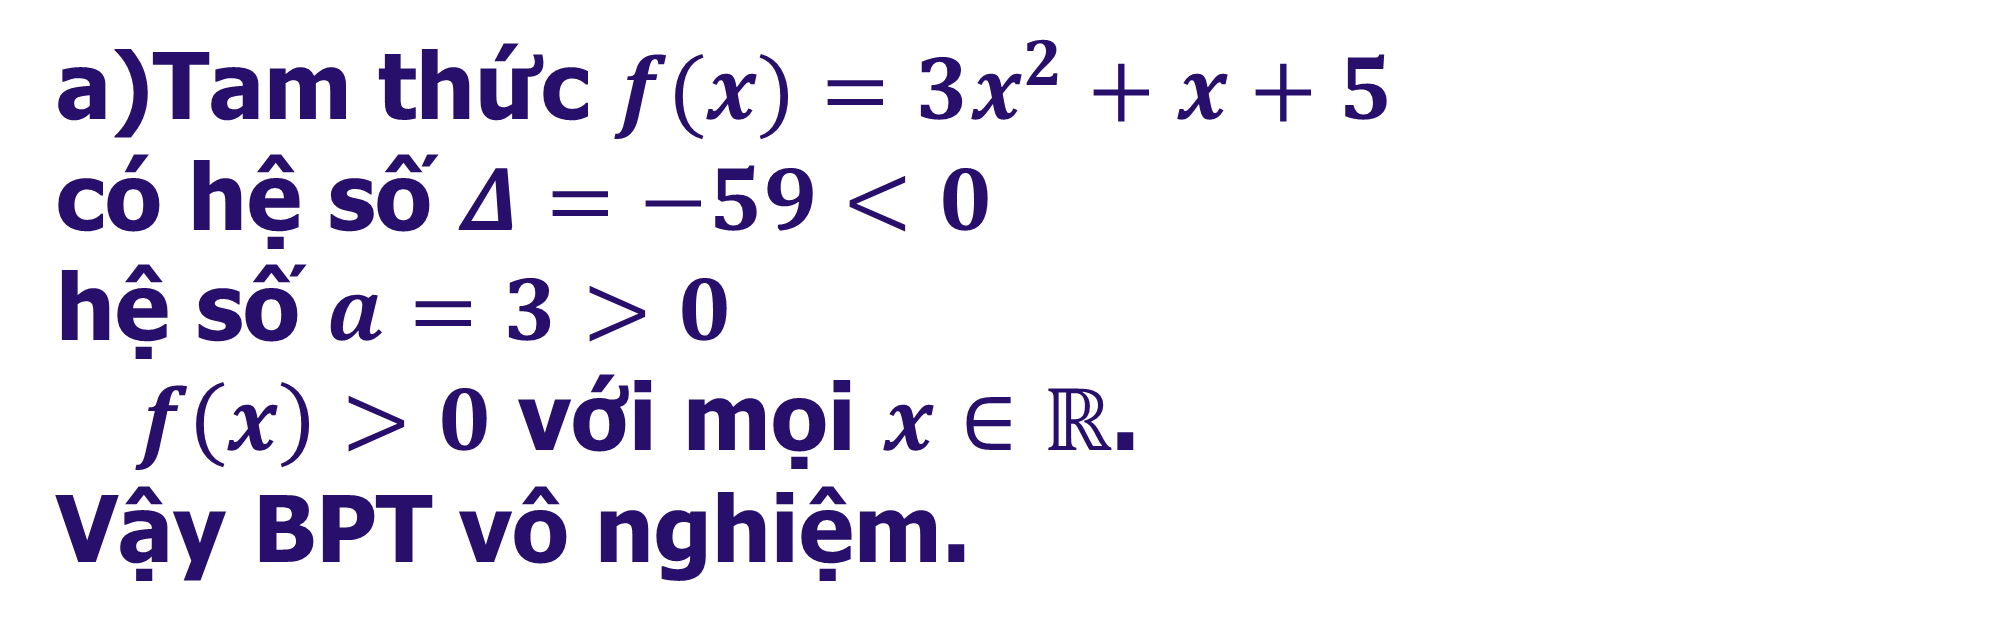 a)Tam thức f(x) = 3x² + x + 5
có hệ số Δ = −59 < 0
hệ số a = 3 > 0
f(x) > 0 với mọi x ∈ ℝ.
Vậy BPT vô nghiệm.